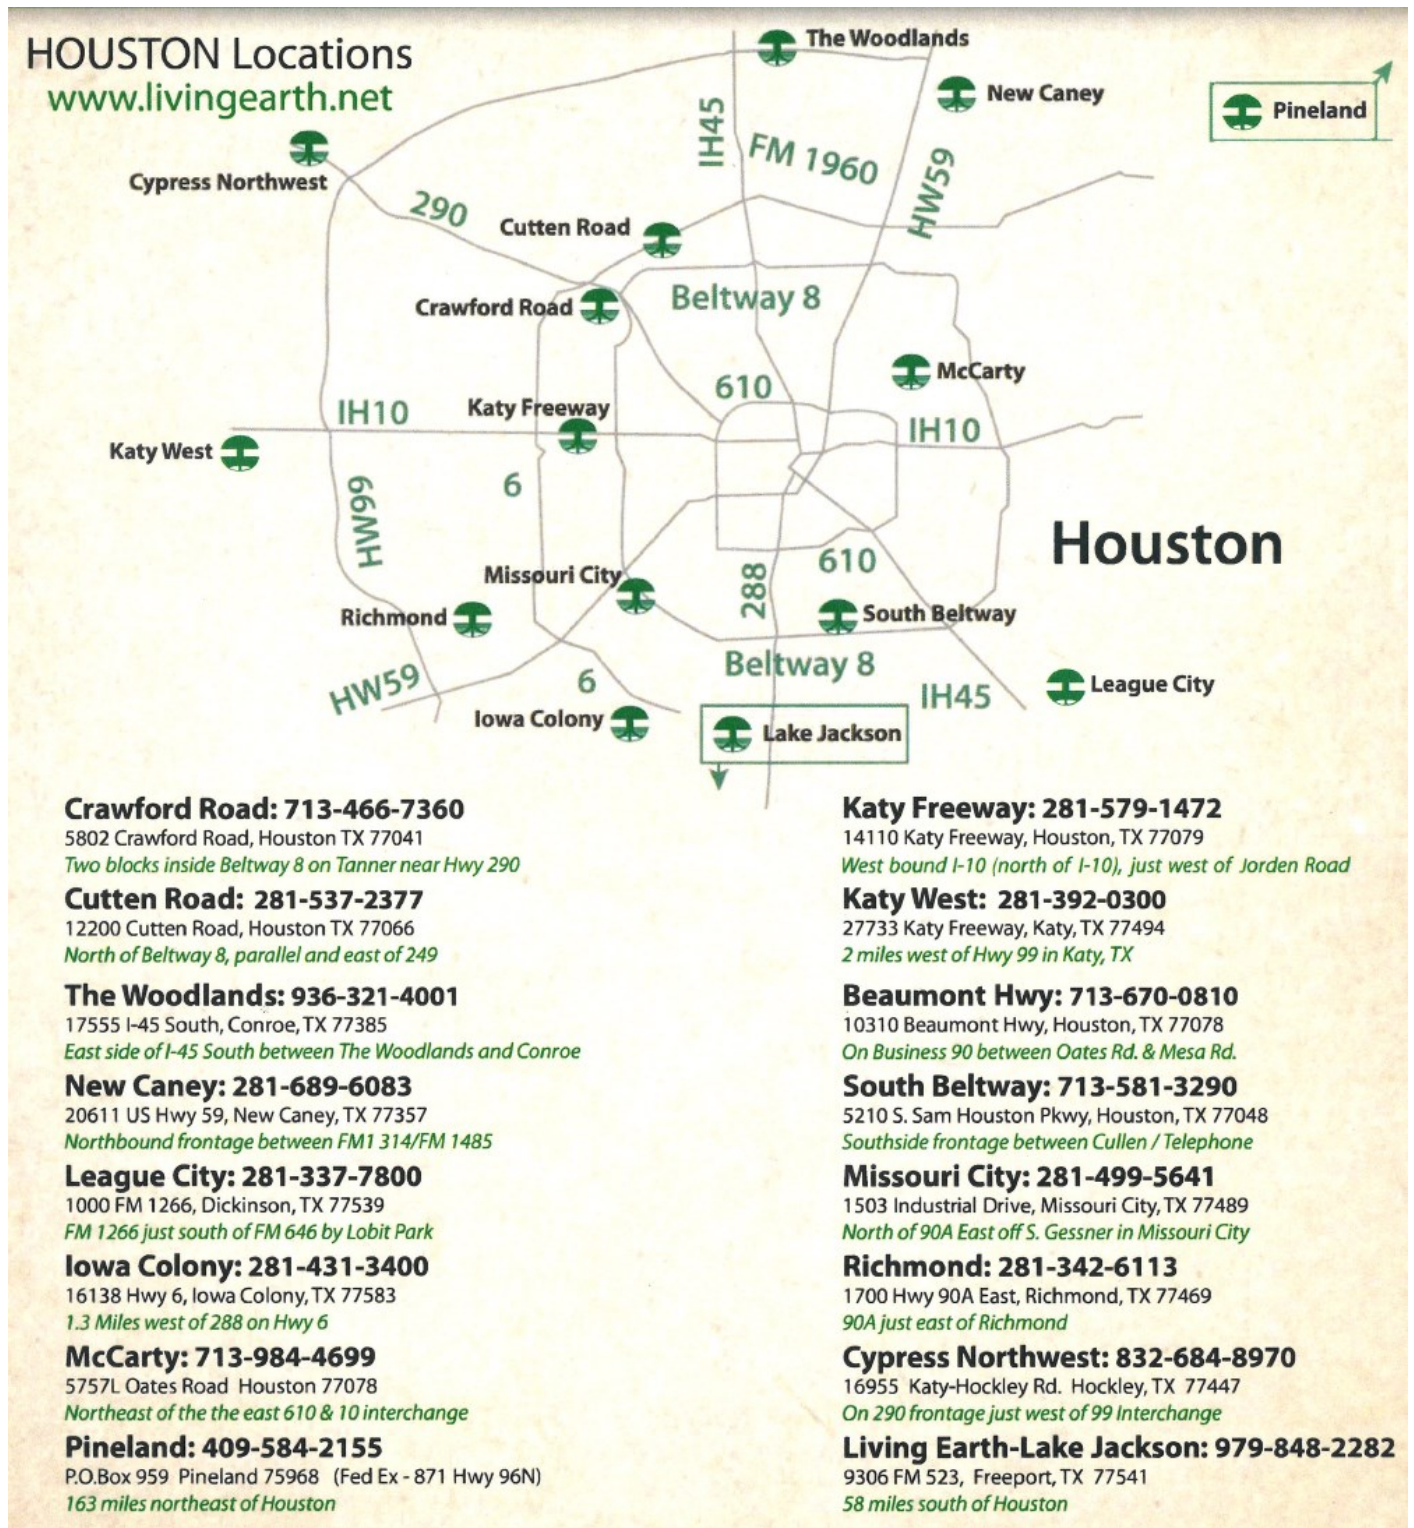 HOUSTON Locations
www.livingearth.net
The Woodlands
New Caney
Pineland
IH45
FM 1960
HW59
Cypress Northwest
290
Cutten Road
Crawford Road
Beltway 8
McCarty
610
IH10
Katy Freeway
IH10
Katy West
6
HW99
Houston
Missouri City
288
610
Richmond
South Beltway
HW59
6
Beltway 8
IH45
League City
Iowa Colony
Lake Jackson
Crawford Road: 713-466-7360
5802 Crawford Road, Houston TX 77041
Two blocks inside Beltway 8 on Tanner near Hwy 290
Cutten Road: 281-537-2377
12200 Cutten Road, Houston TX 77066
North of Beltway 8, parallel and east of 249
The Woodlands: 936-321-4001
17555 I-45 South, Conroe, TX 77385
East side of I-45 South between The Woodlands and Conroe
New Caney: 281-689-6083
20611 US Hwy 59, New Caney, TX 77357
Northbound frontage between FM1 314/FM 1485
League City: 281-337-7800
1000 FM 1266, Dickinson, TX 77539
FM 1266 just south of FM 646 by Lobit Park
Iowa Colony: 281-431-3400
16138 Hwy 6, Iowa Colony, TX 77583
1.3 Miles west of 288 on Hwy 6
McCarty: 713-984-4699
5757L Oates Road Houston 77078
Northeast of the the east 610 & 10 interchange
Pineland: 409-584-2155
P.O.Box 959 Pineland 75968 (Fed Ex - 871 Hwy 96N)
163 miles northeast of Houston
Katy Freeway: 281-579-1472
14110 Katy Freeway, Houston, TX 77079
West bound I-10 (north of I-10), just west of Jorden Road
Katy West: 281-392-0300
27733 Katy Freeway, Katy, TX 77494
2 miles west of Hwy 99 in Katy, TX
Beaumont Hwy: 713-670-0810
10310 Beaumont Hwy, Houston, TX 77078
On Business 90 between Oates Rd. & Mesa Rd.
South Beltway: 713-581-3290
5210 S. Sam Houston Pkwy, Houston, TX 77048
Southside frontage between Cullen / Telephone
Missouri City: 281-499-5641
1503 Industrial Drive, Missouri City, TX 77489
North of 90A East off S. Gessner in Missouri City
Richmond: 281-342-6113
1700 Hwy 90A East, Richmond, TX 77469
90A just east of Richmond
Cypress Northwest: 832-684-8970
16955 Katy-Hockley Rd. Hockley, TX 77447
On 290 frontage just west of 99 Interchange
Living Earth-Lake Jackson: 979-848-2282
9306 FM 523, Freeport, TX 77541
58 miles south of Houston